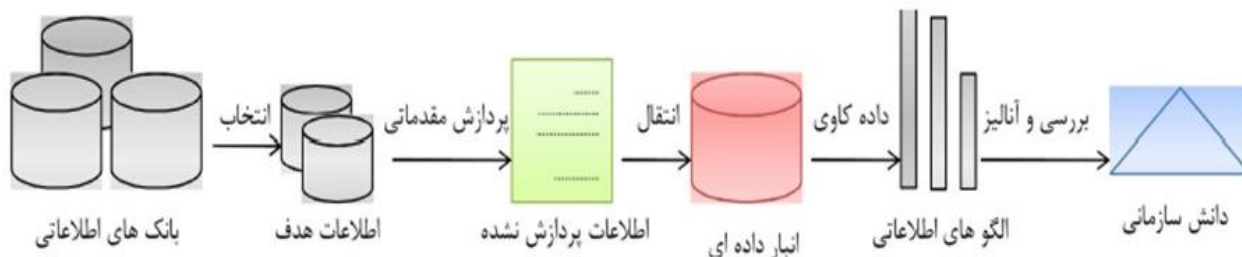 انتخاب
پردازش مقدماتی
انتقال
داده کاوی
بررسی و آنالیز
بانک های اطلاعاتی
اطلاعات هدف
اطلاعات پردازش نشده
انبار داده ای
الگو های اطلاعاتی
دانش سازمانی